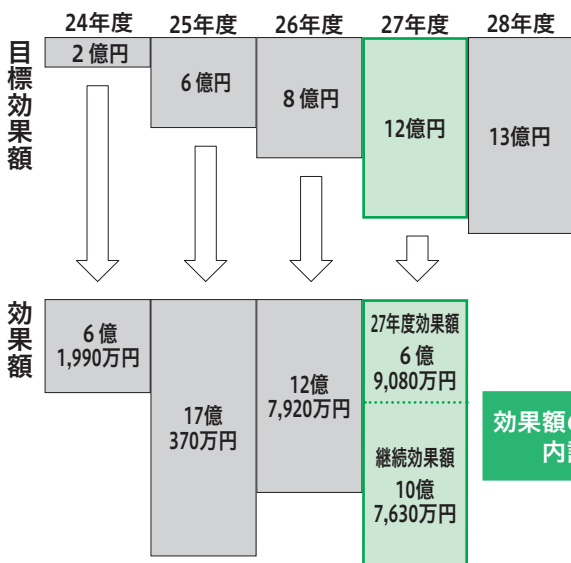 24年度 25年度 26年度 27年度 28年度
目標効果額
2億円
6億円
8億円
12億円
13億円
効果額
6億
1,990万円
17億
370万円
12億
7,920万円
27年度効果額
6億
9,080万円
継続効果額
10億
7,630万円
効果額
内